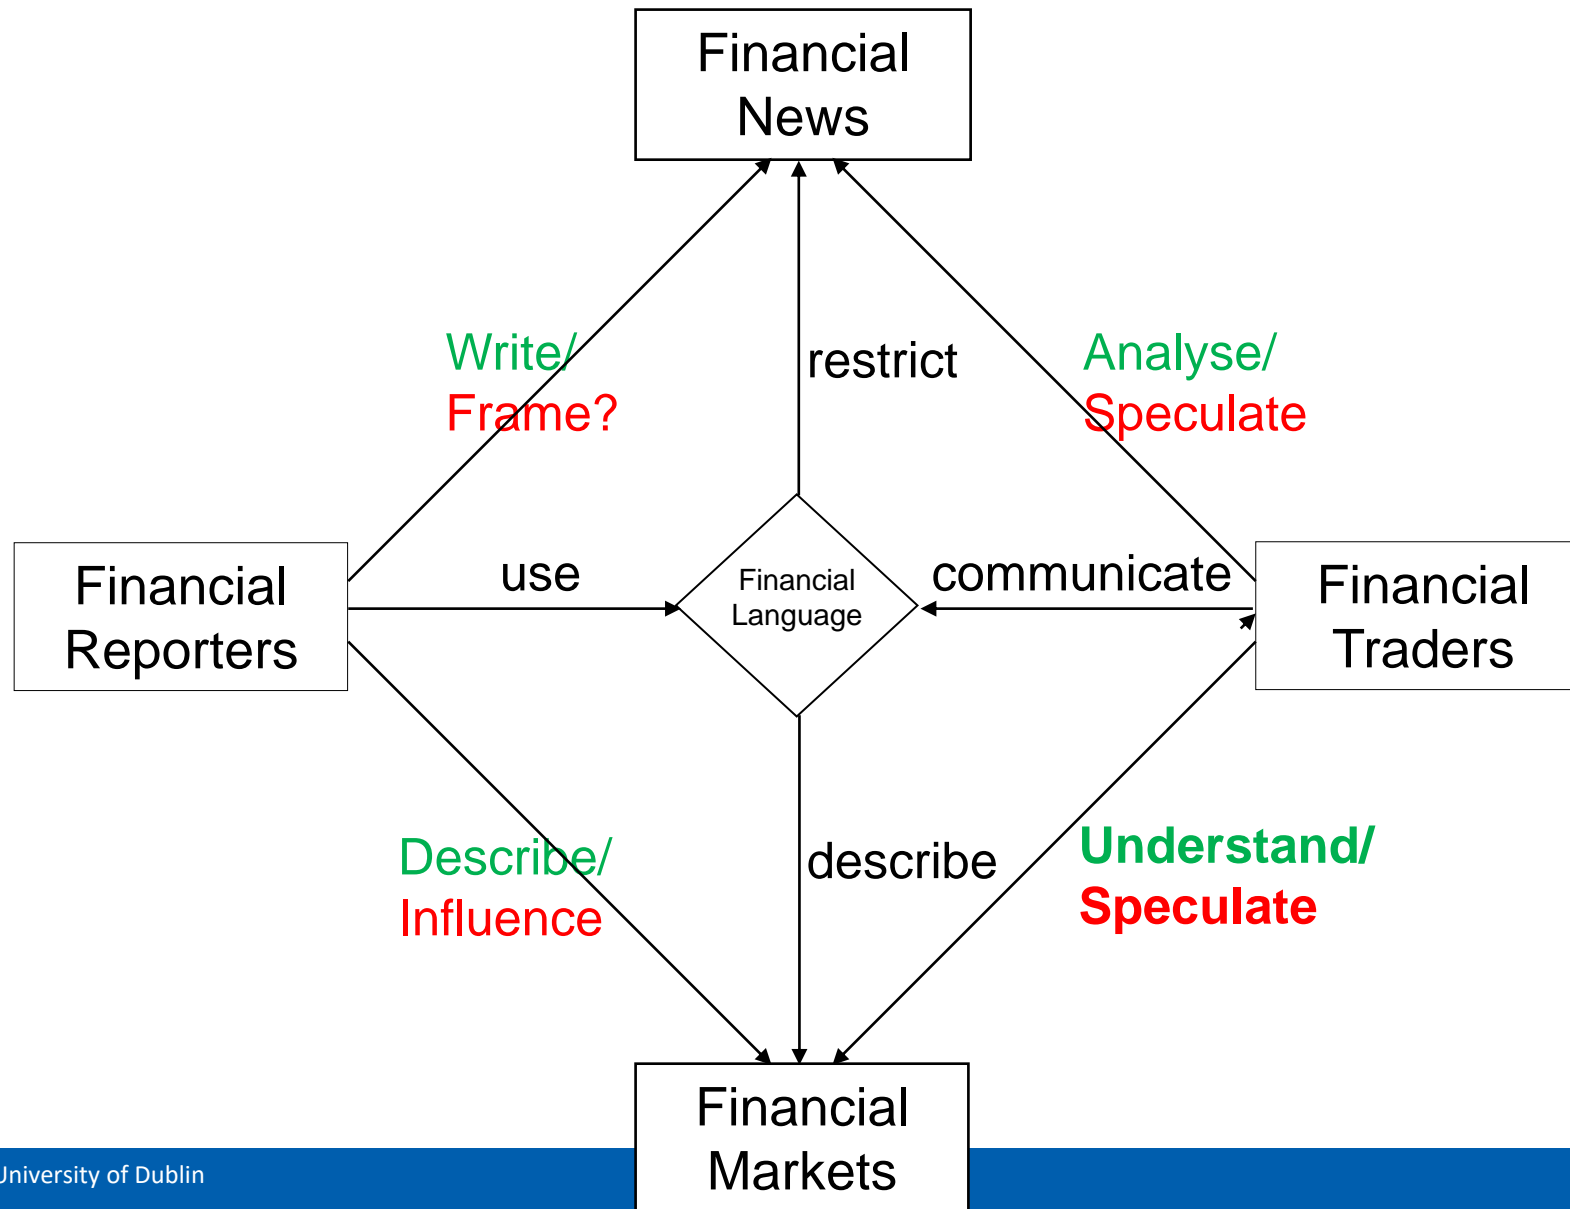 Financial
News
Write/
Frame?
restrict
Analyse/
Speculate
Financial
Reporters
use
Financial
Language
communicate
Financial
Traders
Describe/
Influence
describe
Understand/
Speculate
Financial
Markets
University of Dublin